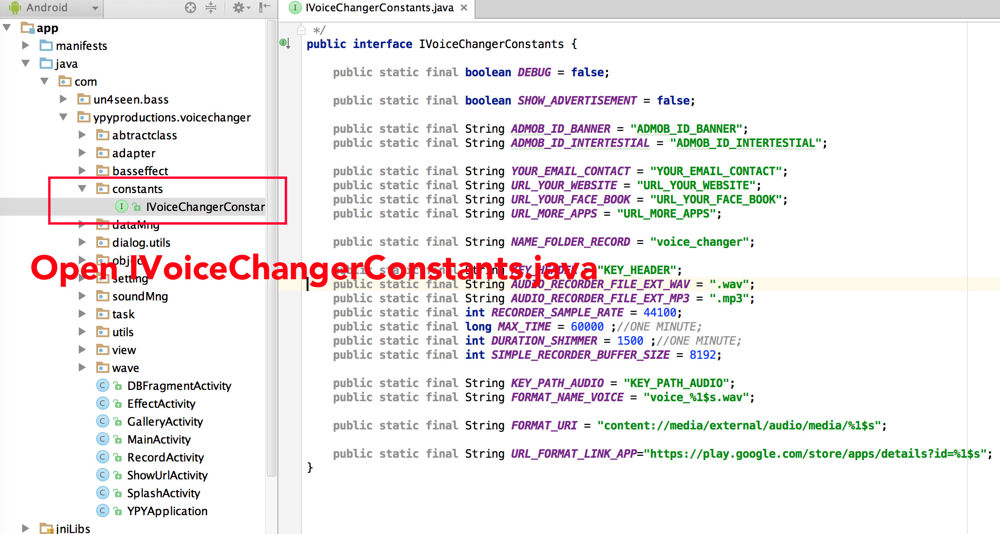 Android
app
manifests
java
com
un4seen.bass
ypyproductions.voicechanger
abtractclass
adapter
basseffect
constants
IVoiceChangerConstar
dataMng
dialog.utils
setting
soundMng
task
utils
view
wave
DBFragmentActivity
EffectActivity
GalleryActivity
MainActivity
RecordActivity
ShowUrlActivity
SplashActivity
YPYApplication
jniLibs
Open IVoiceChangerConstants.java
IVoiceChangerConstants.java
*/
public interface IVoiceChangerConstants {
public static final boolean DEBUG = false;
public static final boolean SHOW_ADVERTISEMENT = false;
public static final String ADMOB_ID_BANNER = "ADMOB_ID_BANNER";
public static final String ADMOB_ID_INTERTESTIAL = "ADMOB_ID_INTERTESTIAL";
public static final String YOUR_EMAIL_CONTACT = "YOUR_EMAIL_CONTACT";
public static final String URL_YOUR_WEBSITE = "URL_YOUR_WEBSITE";
public static final String URL_YOUR_FACE_BOOK = "URL_YOUR_FACE_BOOK";
public static final String URL_MORE_APPS = "URL_MORE_APPS";
public static final String NAME_FOLDER_RECORD = "voice_changer";
public static final String KEY_HEADER = "KEY_HEADER";
public static final String AUDIO_RECORDER_FILE_EXT_WAV = ".wav";
public static final String AUDIO_RECORDER_FILE_EXT_MP3 = ".mp3";
public static final int RECORDER_SAMPLE_RATE = 44100;
public static final long MAX_TIME = 60000 ;//ONE MINUTE;
public static final int DURATION_SHIMMER = 1500 ;//ONE MINUTE;
public static final int SIMPLE_RECORDER_BUFFER_SIZE = 8192;
public static final String KEY_PATH_AUDIO = "KEY_PATH_AUDIO";
public static final String FORMAT_NAME_VOICE = "voice_%1$s.wav";
public static final String FORMAT_URI = "content://media/external/audio/media/%1$s";
public static final String URL_FORMAT_LINK_APP="https://play.google.com/store/apps/details?id=%1$s";
}